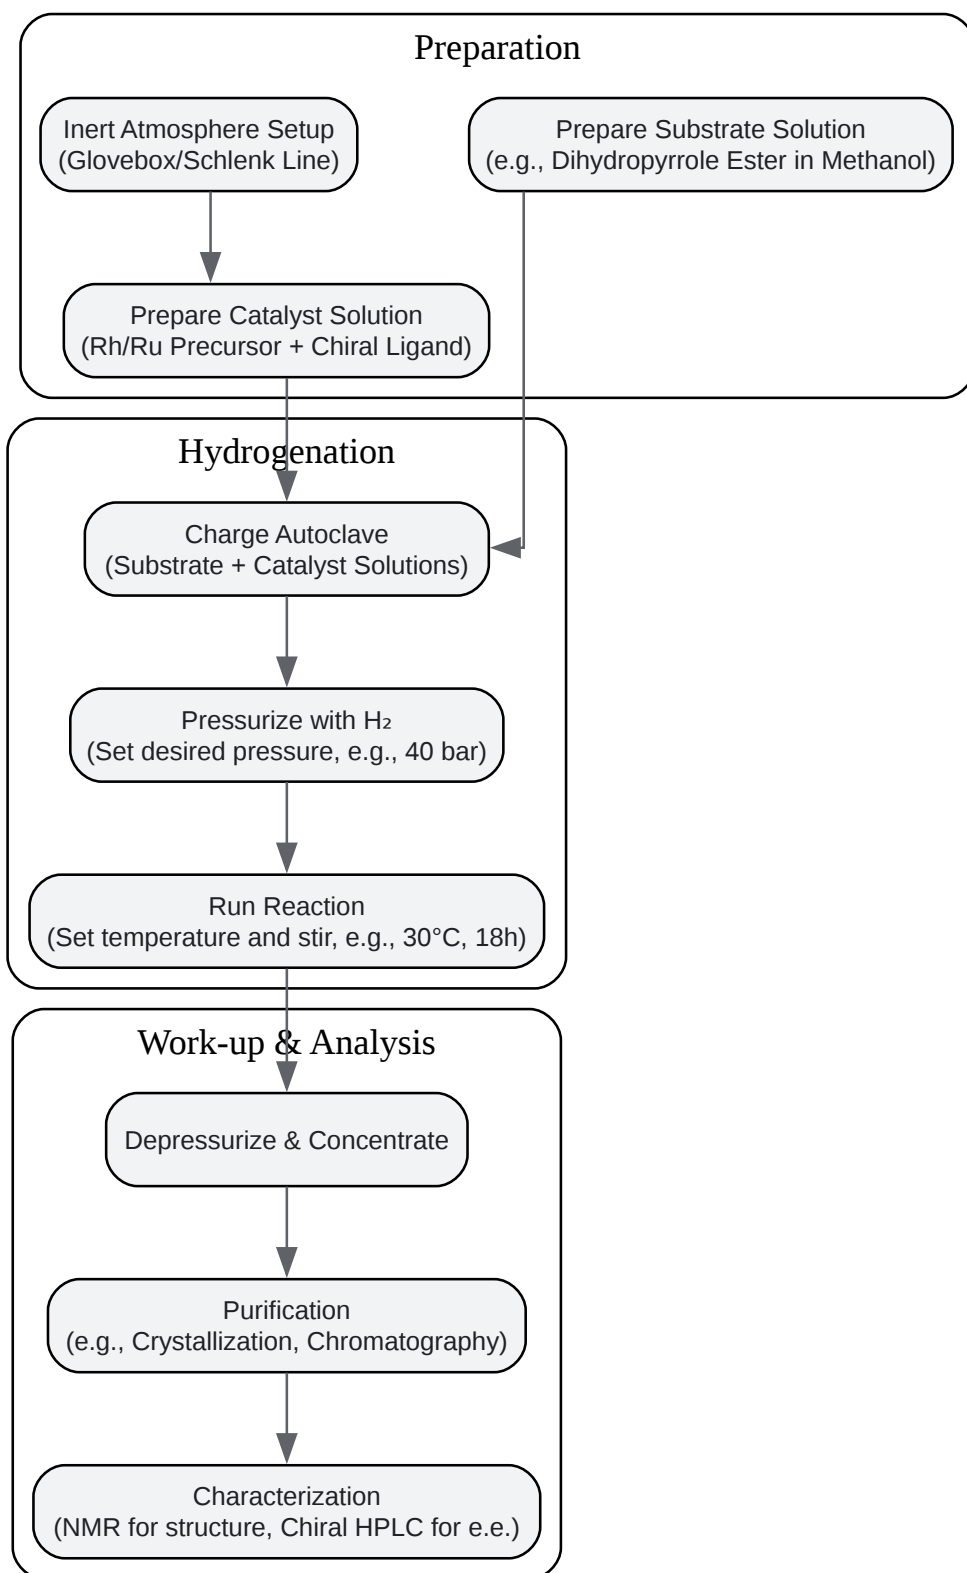 Preparation
Inert Atmosphere Setup
(Glovebox/Schlenk Line)
Prepare Substrate Solution
(e.g., Dihydropyrrole Ester in Methanol)
Prepare Catalyst Solution
(Rh/Ru Precursor + Chiral Ligand)
Hydrogenation
Charge Autoclave
(Substrate + Catalyst Solutions)
Pressurize with H₂
(Set desired pressure, e.g., 40 bar)
Run Reaction
(Set temperature and stir, e.g., 30°C, 18h)
Work-up & Analysis
Depressurize & Concentrate
Purification
(e.g., Crystallization, Chromatography)
Characterization
(NMR for structure, Chiral HPLC for e.e.)